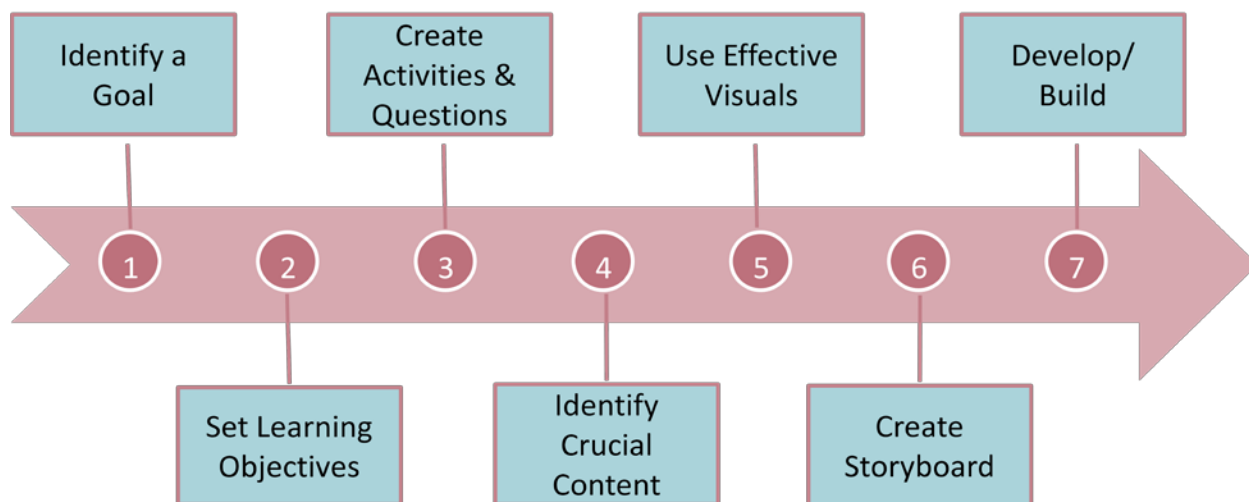 Identify a
Goal
Create
Activities &
Questions
Use Effective
Visuals
Develop/
Build
1
2
3
4
5
6
7
Set Learning
Objectives
Identify
Crucial
Content
Create
Storyboard